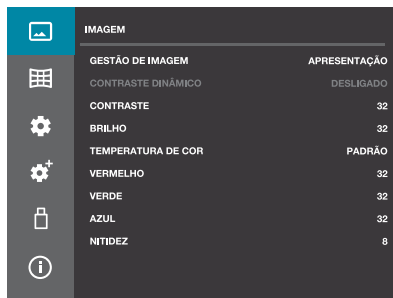 IMAGEM
GESTÃO DE IMAGEM APRESENTAÇÃO
CONTRASTE DINÂMICO DESLIGADO
CONTRASTE 32
BRILHO 32
TEMPERATURA DE COR PADRÃO
VERMELHO 32
VERDE 32
AZUL 32
NITIDEZ 8